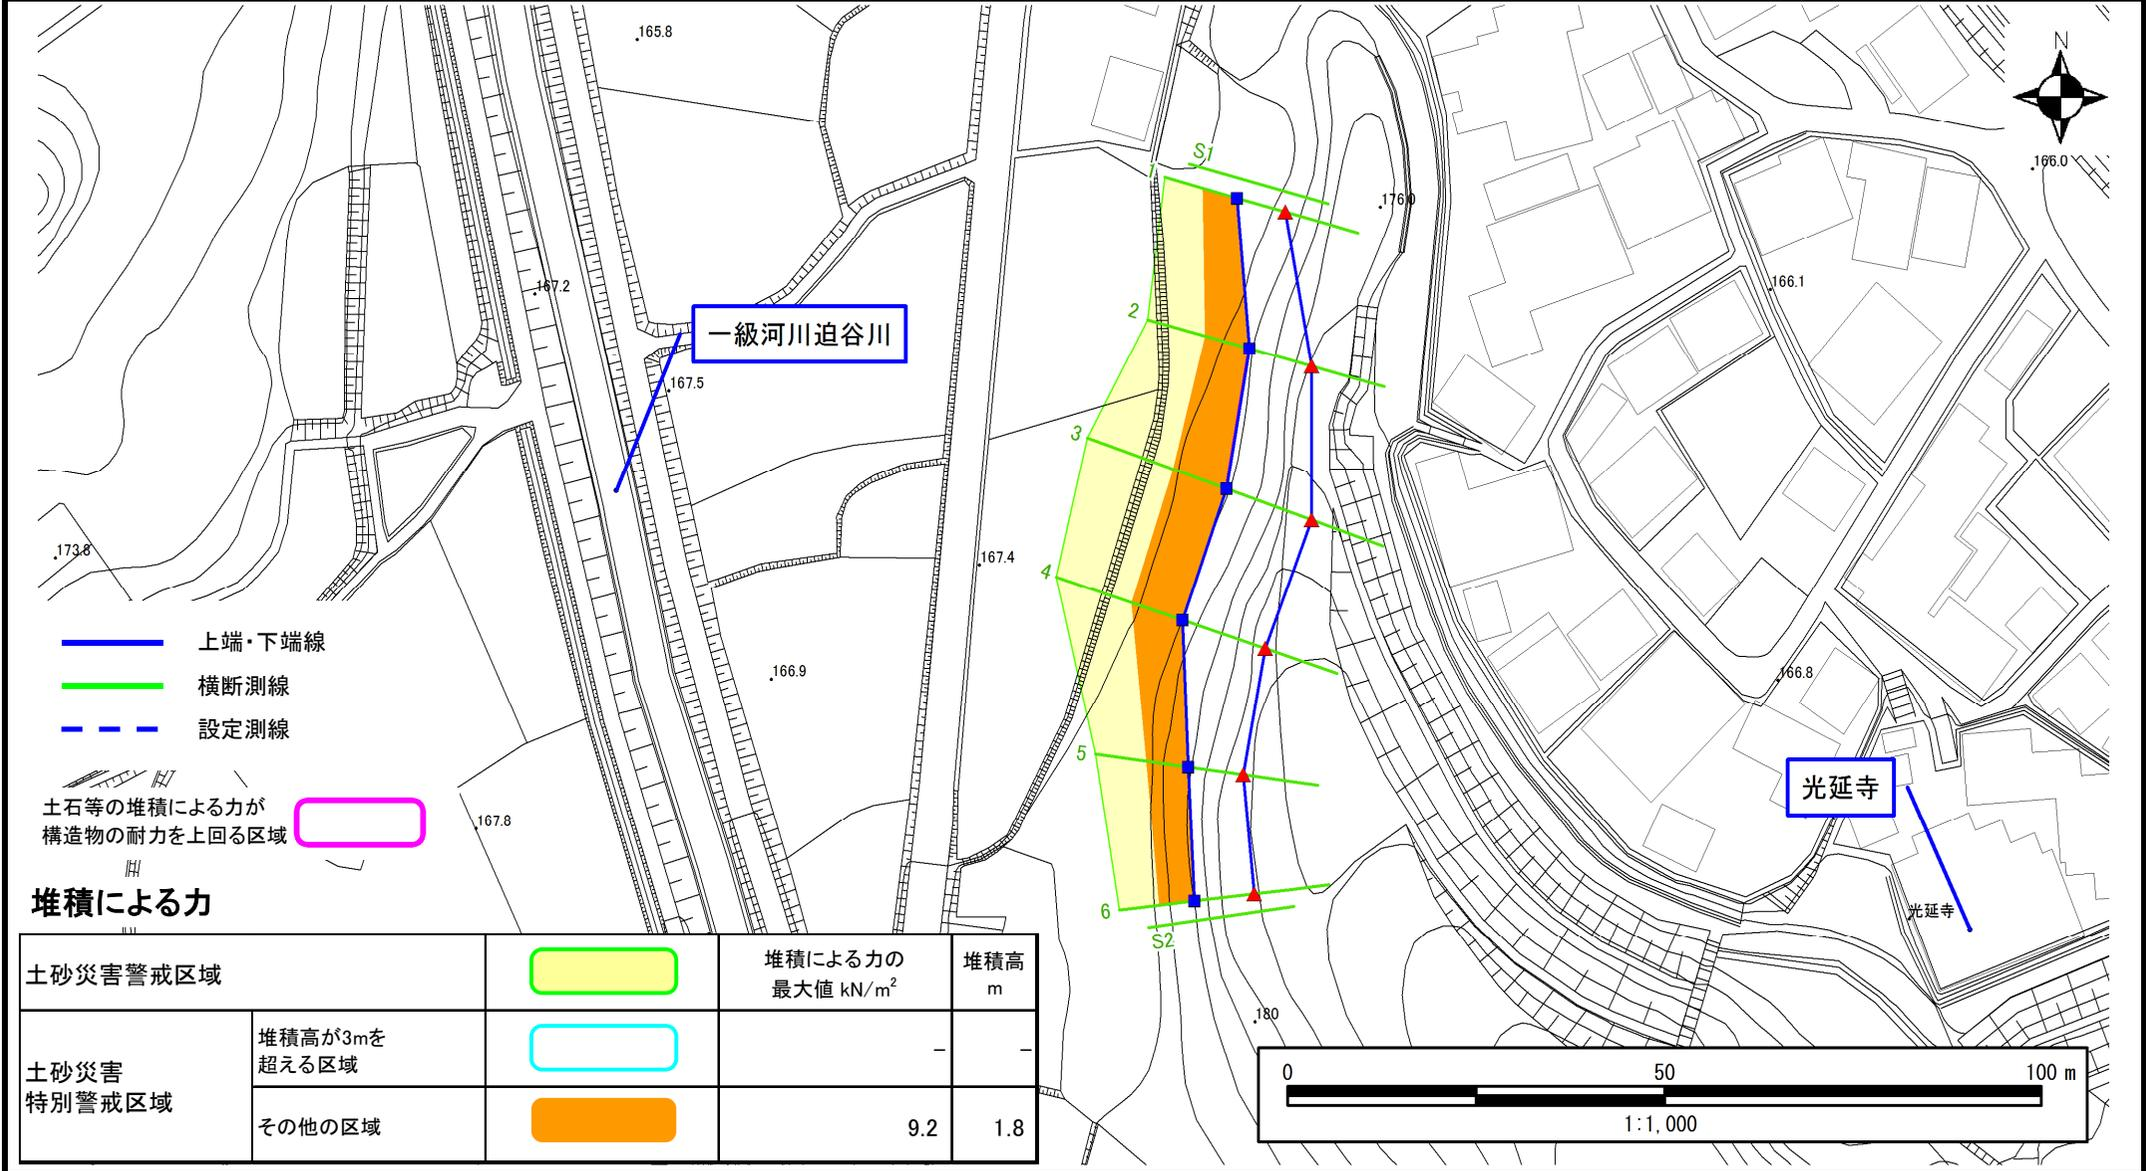 165.8
N
166.0
S1
1
176.0
167.2
166.1
2
一級河川迫谷川
167.5
3
173.8
167.4
4
上端・下端線
166.9
166.8
横断測線
設定測線
5
光延寺
土石等の堆積による力が
構造物の耐力を上回る区域
167.8
堆積による力
6
光延寺
S2
土砂災害警戒区域
堆積による力の
最大値 kN/m²
堆積高
m
180
堆積高が3mを
超える区域
–
–
土砂災害
特別警戒区域
その他の区域
9.2
1.8
0
50
100 m
1:1,000